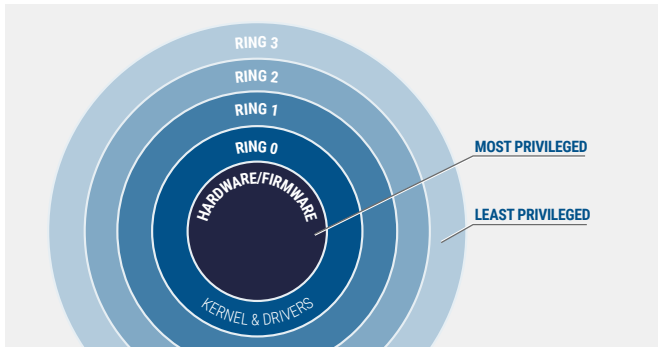 RING 3
RING 2
RING 1
RING 0
HARDWARE/FIRMWARE
KERNEL & DRIVERS
MOST PRIVILEGED
LEAST PRIVILEGED